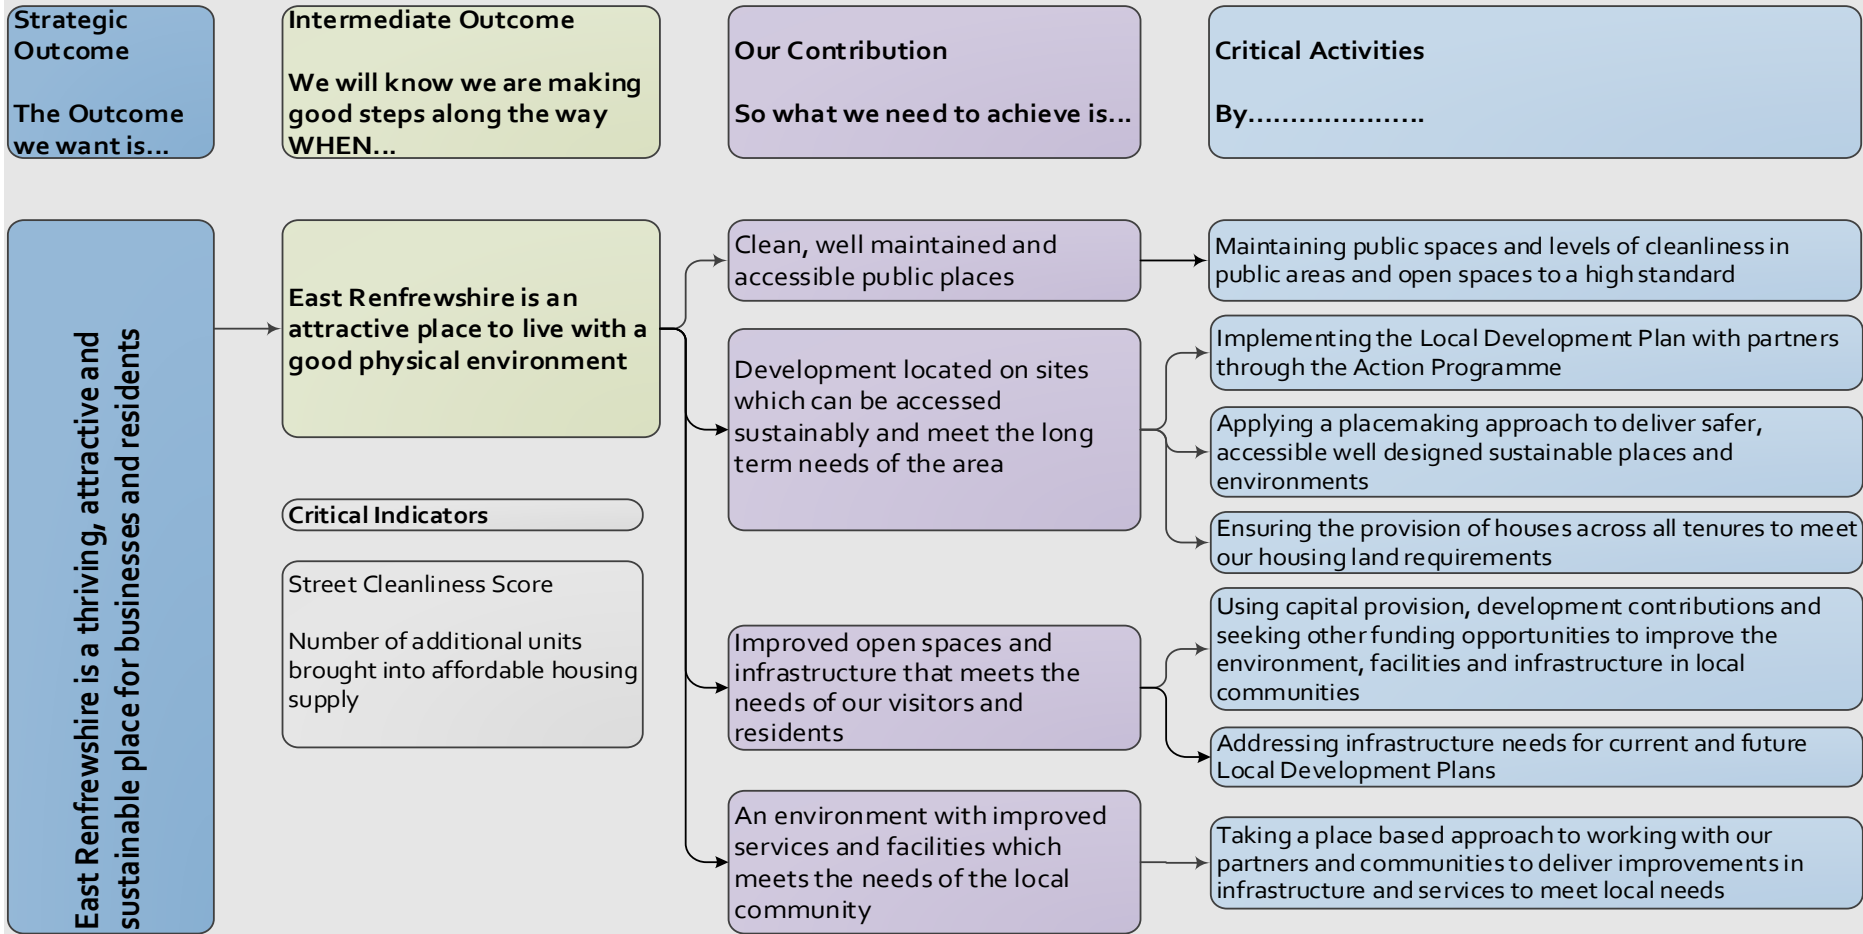 Strategic
Outcome
The Outcome
we want is...
Intermediate Outcome
We will know we are making
good steps along the way
WHEN...
Our Contribution
So what we need to achieve is...
Critical Activities
By.....................
East Renfrewshire is a thriving, attractive and
sustainable place for businesses and residents
East Renfrewshire is an
attractive place to live with a
good physical environment
Critical Indicators
Street Cleanliness Score
Number of additional units
brought into affordable housing
supply
Clean, well maintained and
accessible public places
Development located on sites
which can be accessed
sustainably and meet the long
term needs of the area
Improved open spaces and
infrastructure that meets the
needs of our visitors and
residents
An environment with improved
services and facilities which
meets the needs of the local
community
Maintaining public spaces and levels of cleanliness in
public areas and open spaces to a high standard
Implementing the Local Development Plan with partners
through the Action Programme
Applying a placemaking approach to deliver safer,
accessible well designed sustainable places and
environments
Ensuring the provision of houses across all tenures to meet
our housing land requirements
Using capital provision, development contributions and
seeking other funding opportunities to improve the
environment, facilities and infrastructure in local
communities
Addressing infrastructure needs for current and future
Local Development Plans
Taking a place based approach to working with our
partners and communities to deliver improvements in
infrastructure and services to meet local needs